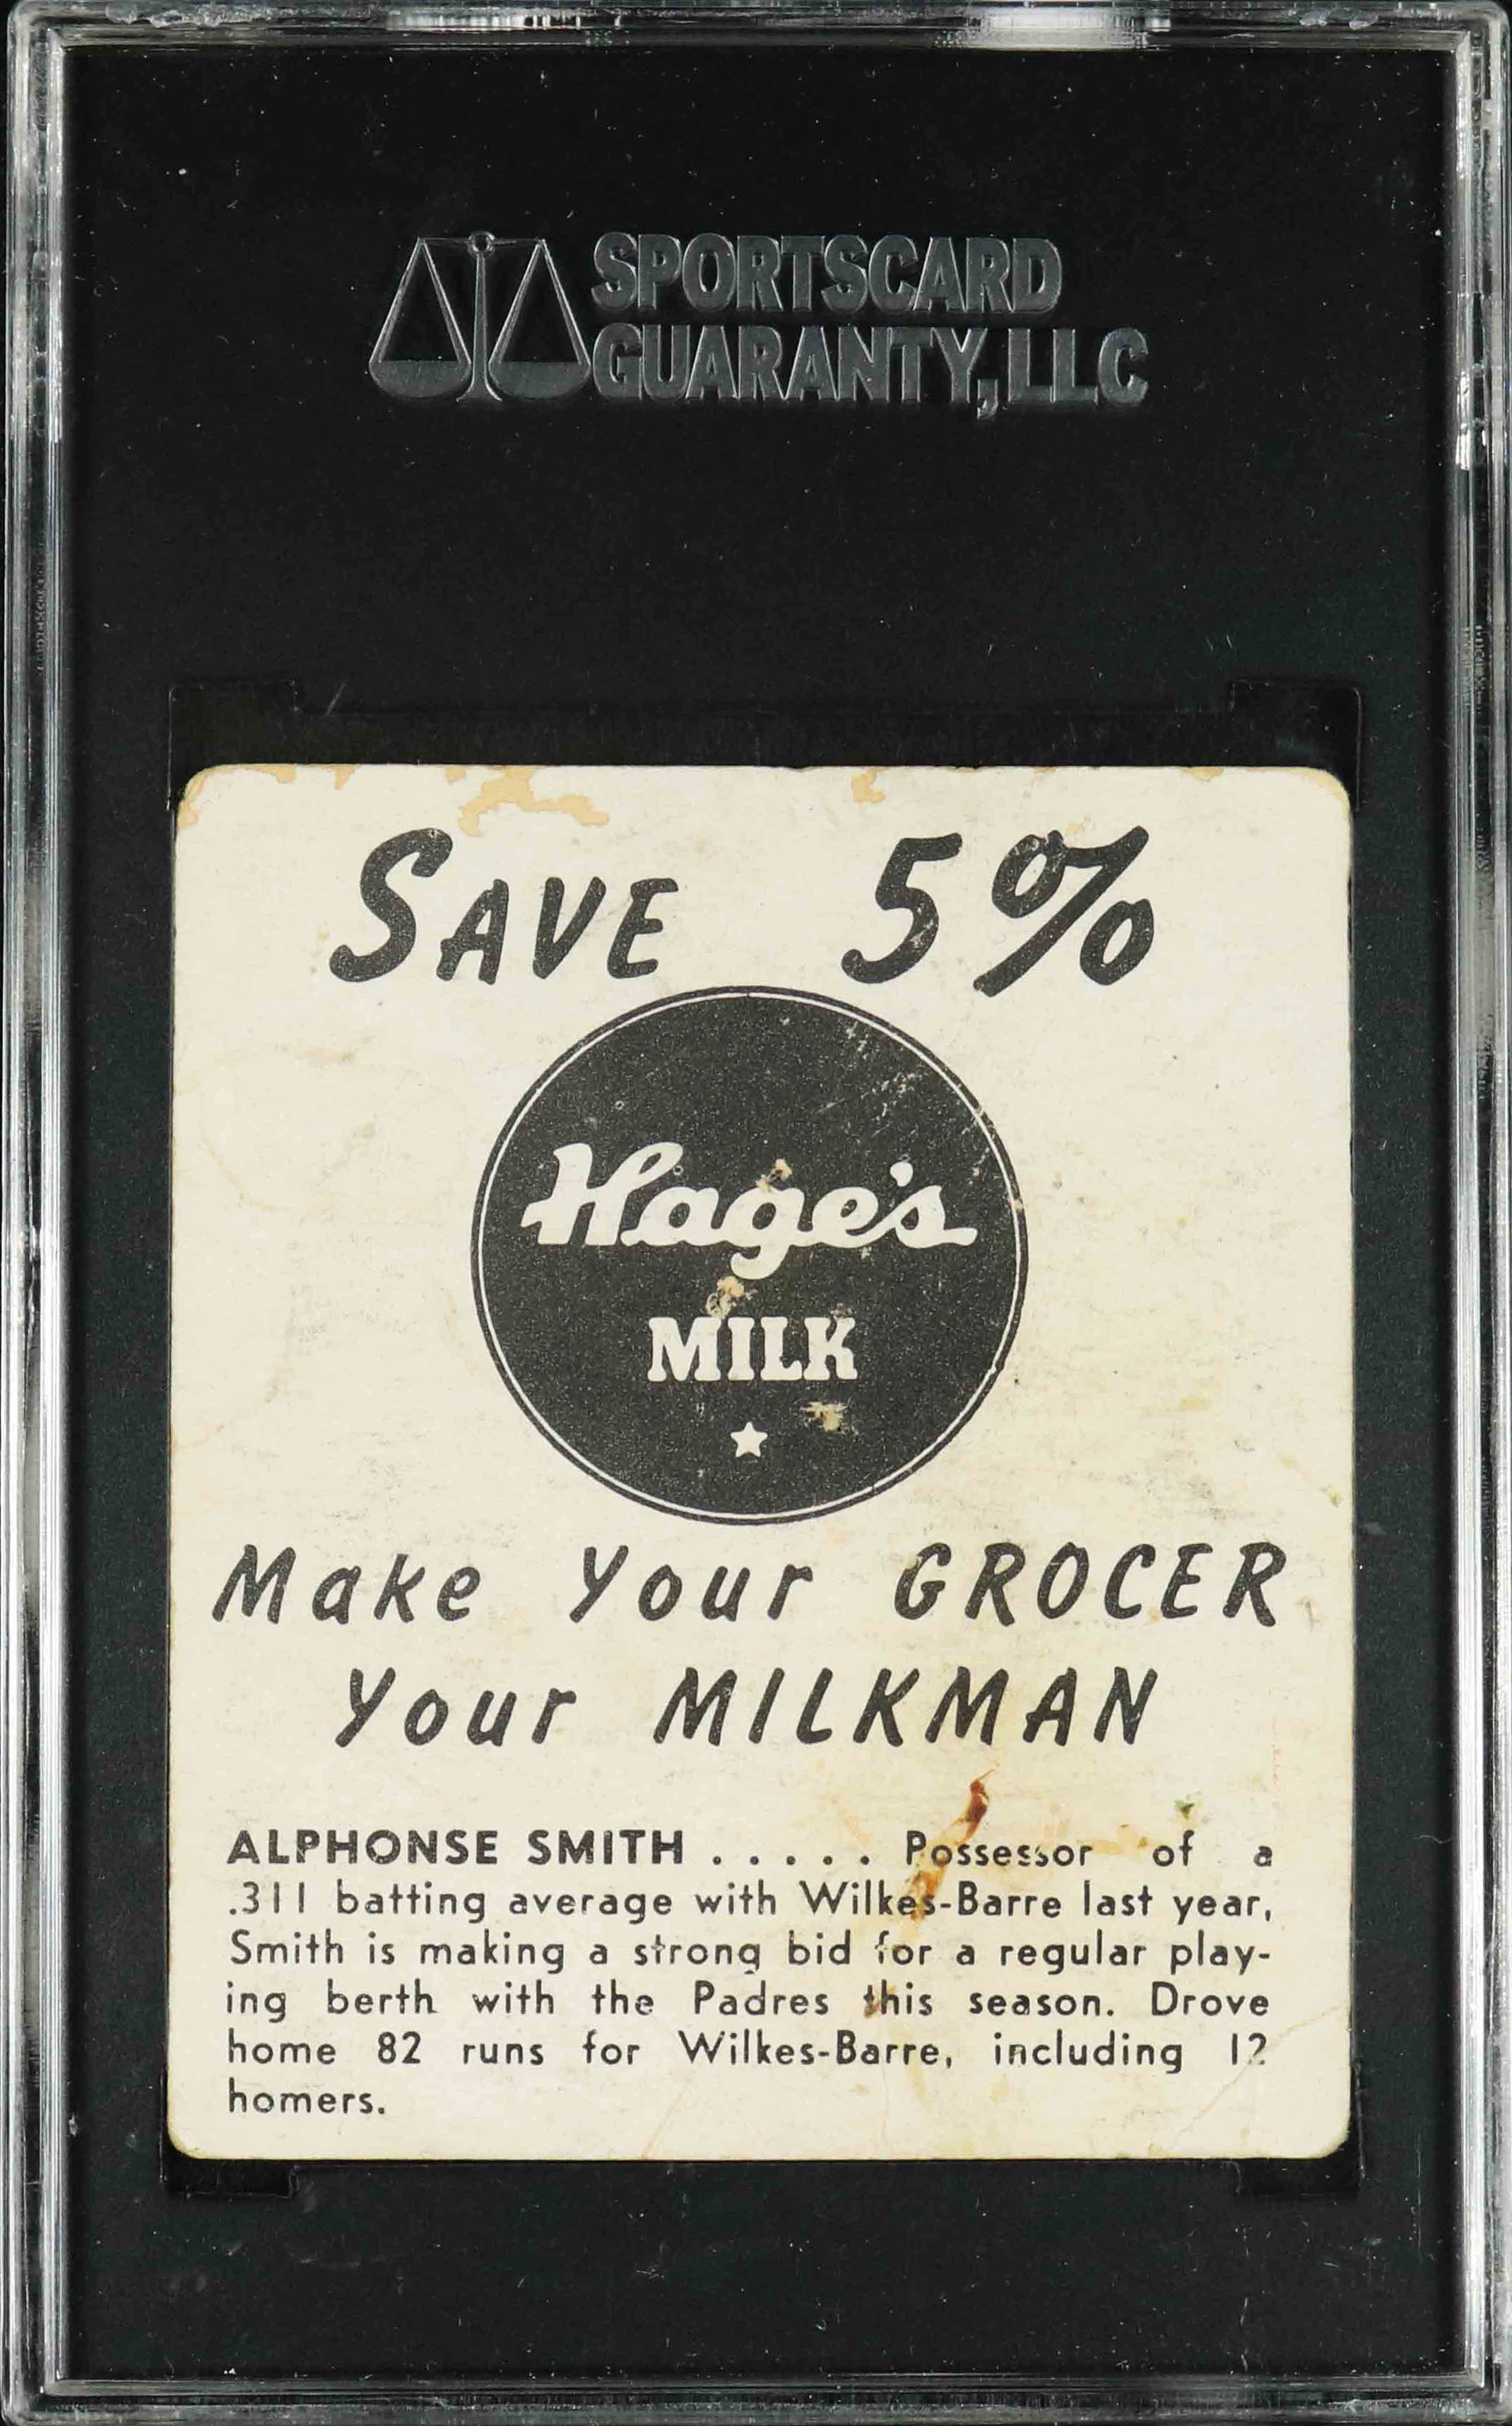 SPORTSCARD
GUARANTY, LLC
SAVE 5%
Hage's
MILK
Make Your GROCER
Your MILKMAN
ALPHONSE SMITH ..... Possessor of a
.311 batting average with Wilkes-Barre last year,
Smith is making a strong bid for a regular play-
ing berth with the Padres this season. Drove
home 82 runs for Wilkes-Barre, including 12
homers.